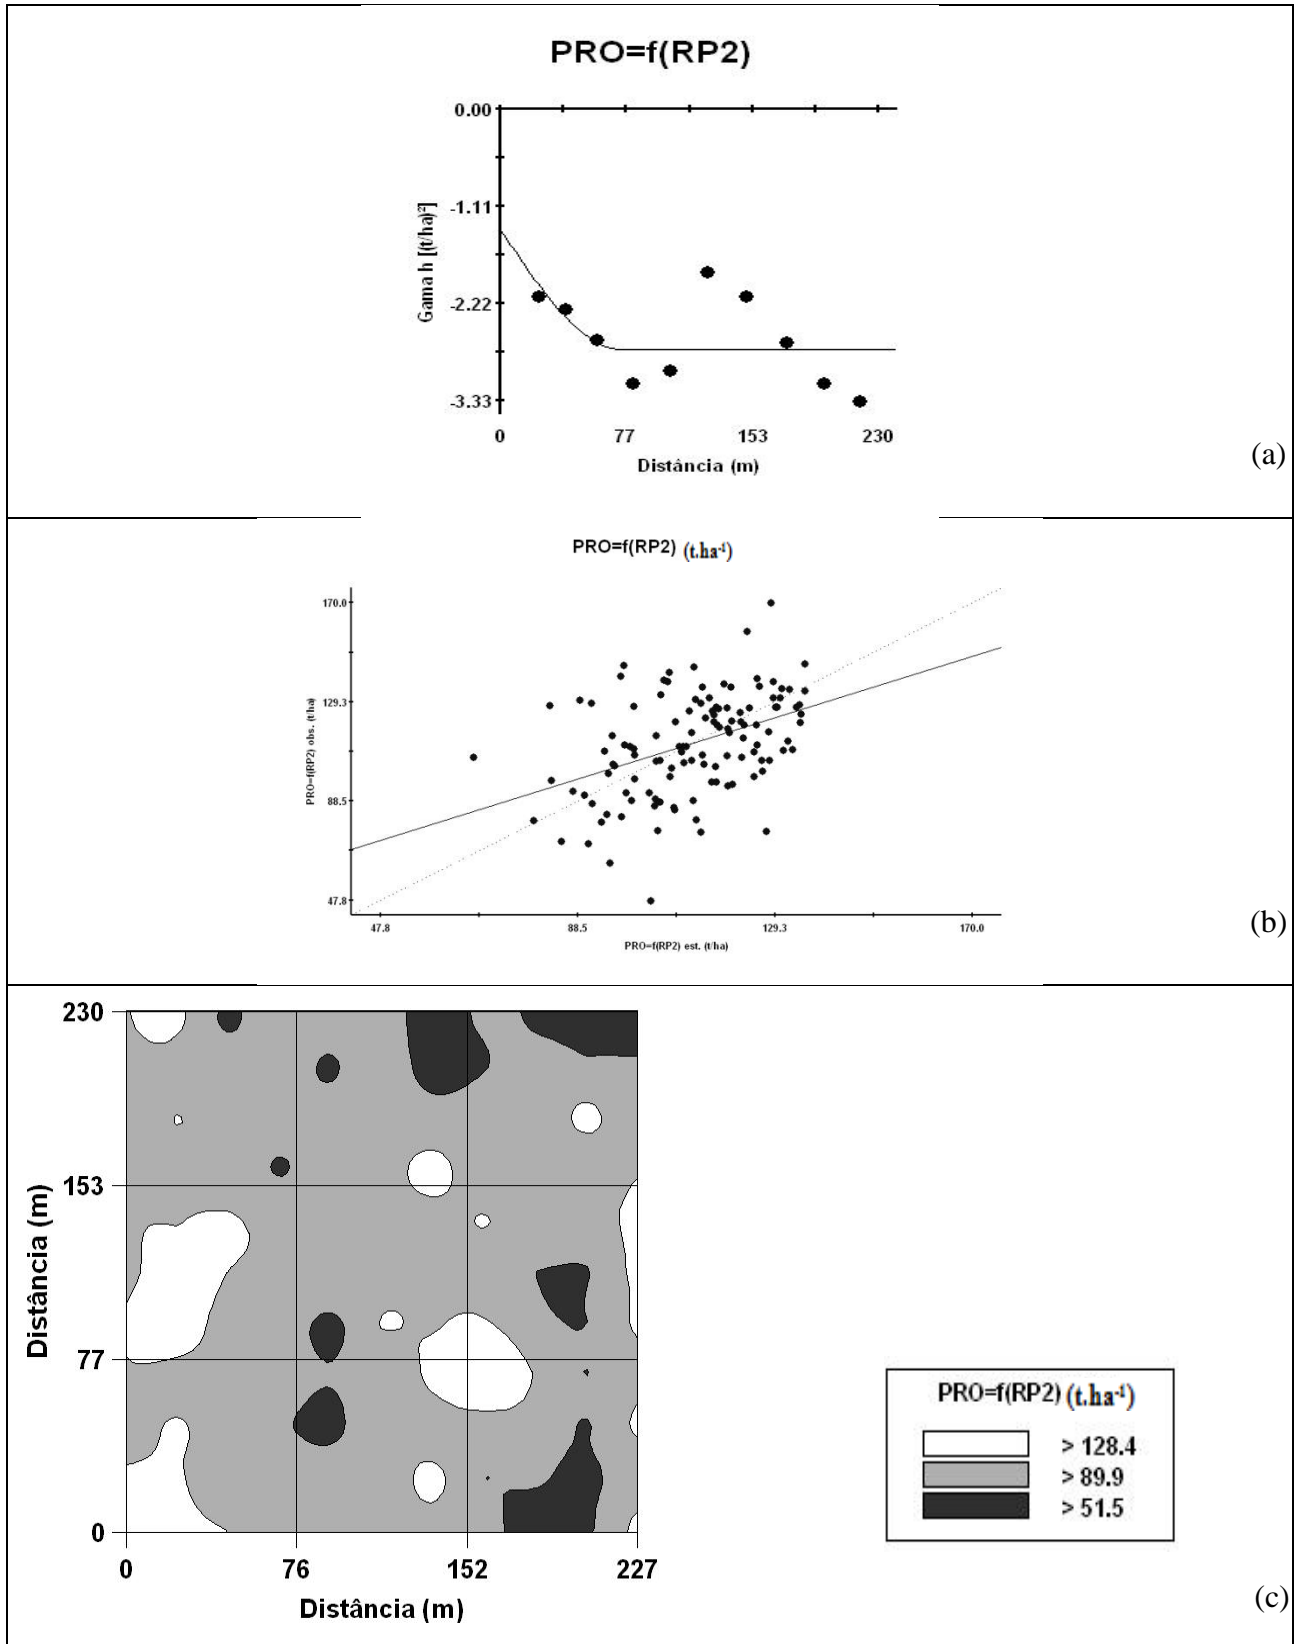 PRO=f(RP2)
0.00
-1.11
-2.22
-3.33
Gama h [(t/ha)²]
0 77 153 230
Distância (m)
(a)
PRO=f(RP2) (t.ha⁻¹)
170.0
129.3
88.5
47.8
PRO=f(RP2) obs. (t/ha)
47.8 88.5 129.3 170.0
PRO=f(RP2) est. (t/ha)
(b)
230
153
77
0
Distância (m)
0 76 152 227
Distância (m)
PRO=f(RP2) (t.ha⁻¹)
> 128.4
> 89.9
> 51.5
(c)